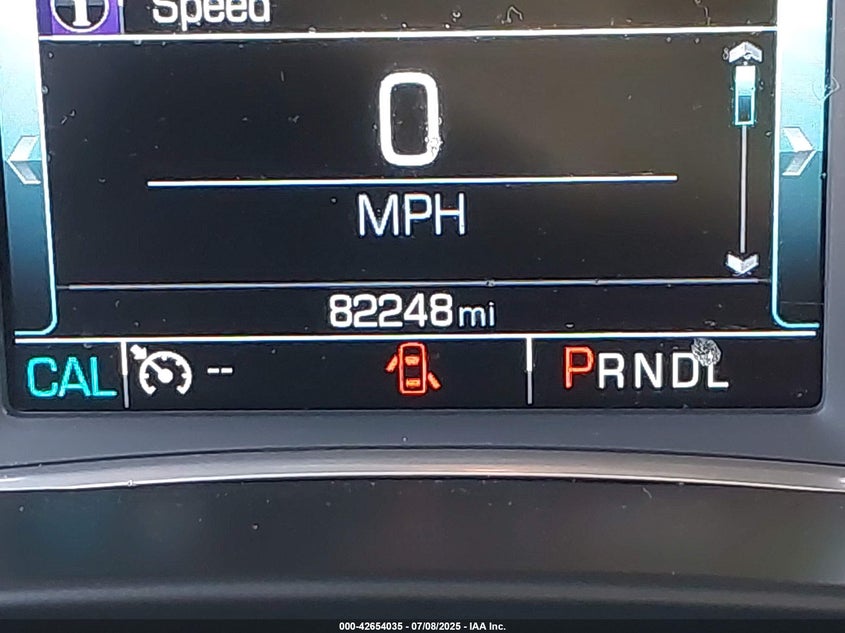 Speed
0
MPH
82248 mi
CAL -- PRNDL
000-42654035 - 07/08/2025 - IAA Inc.